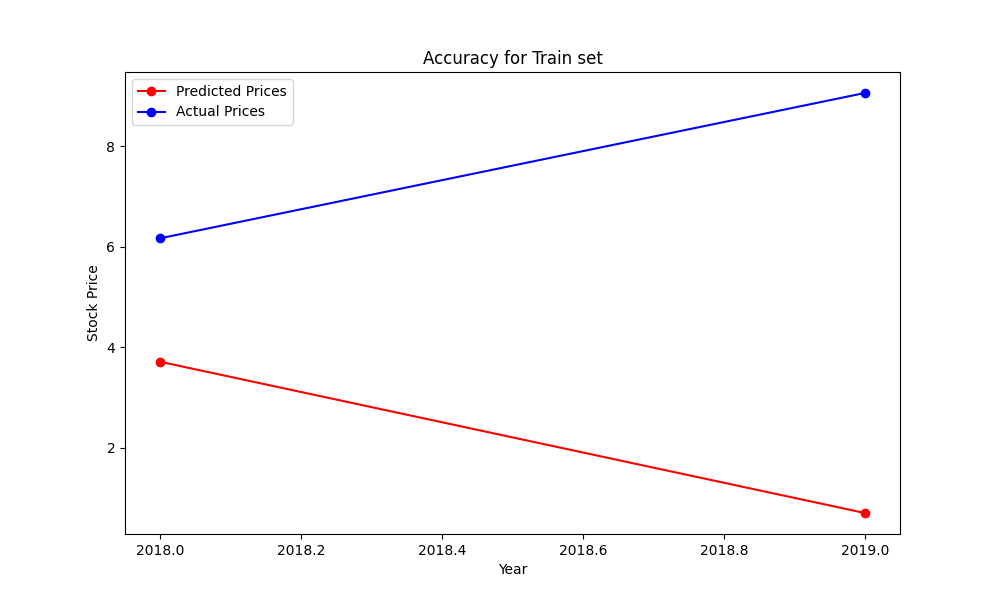 Accuracy for Train set
Predicted Prices
Actual Prices
8
6
4
2
Stock Price
2018.0 2018.2 2018.4 2018.6 2018.8 2019.0
Year